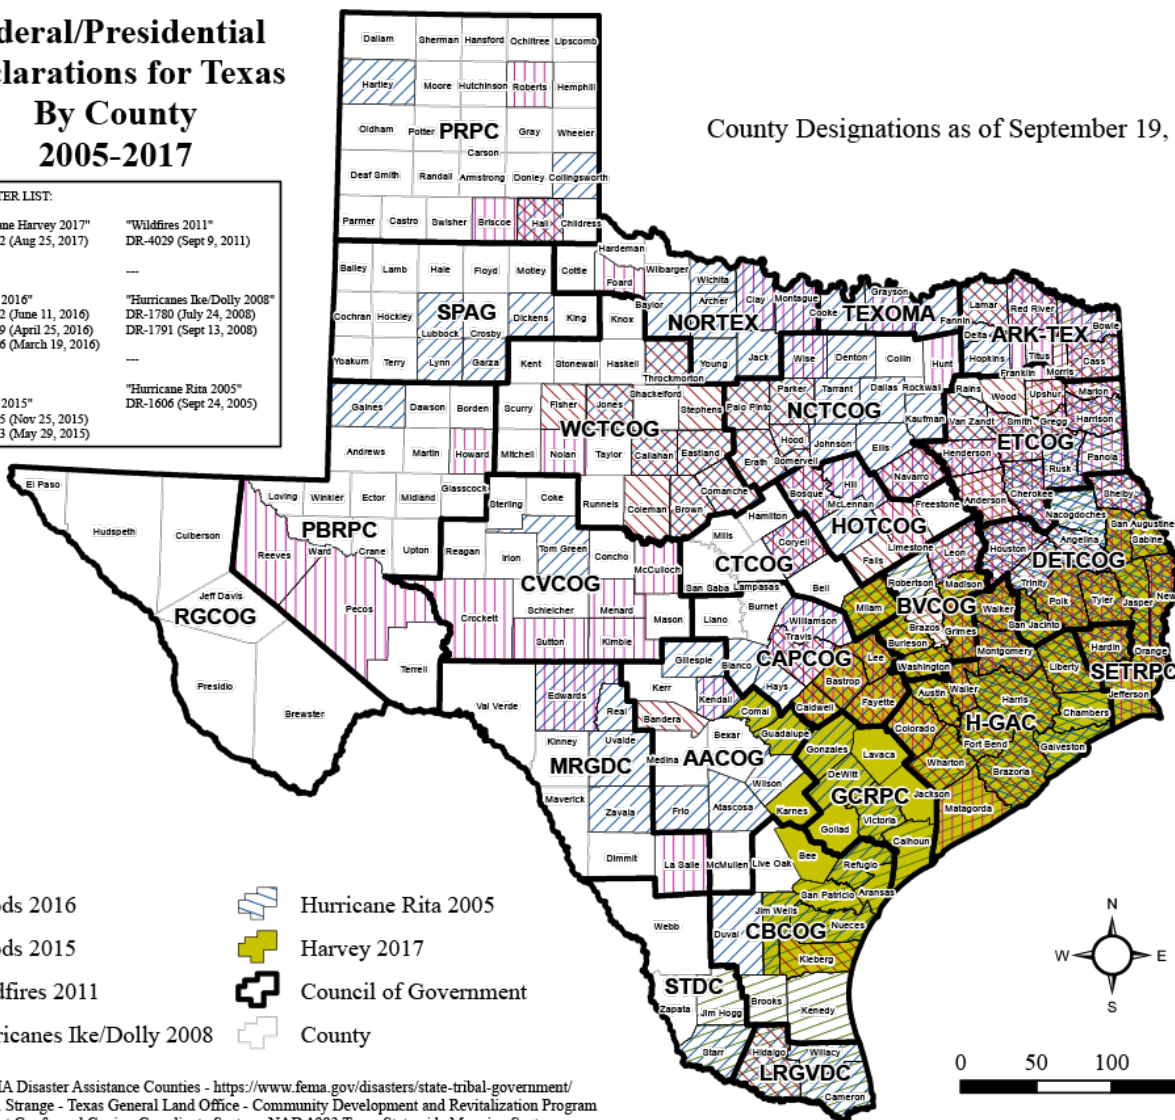 deral/Presidential
clarations for Texas
By County
2005-2017
County Designations as of September 19,
TER LIST:
ane Harvey 2017"
2 (Aug 25, 2017)
"Wildfires 2011"
DR-4029 (Sept 9, 2011)
---
2016"
2 (June 11, 2016)
9 (April 25, 2016)
6 (March 19, 2016)
"Hurricanes Ike/Dolly 2008"
DR-1780 (July 24, 2008)
DR-1791 (Sept 13, 2008)
---
2015"
5 (Nov 25, 2015)
3 (May 29, 2015)
"Hurricane Rita 2005"
DR-1606 (Sept 24, 2005)
Dallam Sherman Hansford Ochiltree Lipscomb
Hartley Moore Hutchinson Roberts Hemphill
Oldham Potter PRPC Gray Wheeler
Carson
Deaf Smith Randall Armstrong Donley Collingsworth
Parmer Castro Swisher Briscoe Hall Childress
Hardeman
Bailey Lamb Hale Floyd Motley Cottle Foard Wilbarger Wichita
Cochran Hockley SPAG Dickens King Knox Baylor Archer Clay Montague Cooke Grayson Fannin Lamar Red River Bowie
Lubbock Crosby NORTEX TEXOMA Delta ARK-TEX
Yoakum Terry Lynn Garza Kent Stonewall Haskell Throckmorton Young Jack Wise Denton Collin Hunt Hopkins Franklin Titus Morris Cass
Gaines Dawson Borden Scurry Fisher Jones Shackelford Stephens Palo Pinto Parker Tarrant Dallas Rockwall Rains Wood Upshur Marion
WCTCOG NCTCOG Kaufman Van Zandt Smith Gregg Harrison
Andrews Martin Howard Mitchell Nolan Taylor Callahan Eastland Erath Hood Somervell Johnson Ellis Henderson ETCOG Rusk Panola
El Paso Loving Winkler Ector Midland Glasscock Sterling Coke Runnels Coleman Brown Comanche Bosque Hill Navarro Anderson Cherokee Shelby
Hudspeth Culberson PBRPC Hamilton McLennan Freestone Nacogdoches San Augustine
Reeves Ward Crane Upton Reagan Irion Tom Green Concho Mills Coryell HOTCOG Limestone Leon Houston Angelina Sabine
McCulloch CTCOG Falls DETCOG
Jeff Davis CVCOG San Saba Lampasas Bell Robertson Madison Trinity
RGCOG Pecos Crockett Schleicher Menard Mason Llano Burnet Williamson Milam BVCOG Walker Polk Tyler Jasper New
Travis Brazos Grimes San Jacinto
Sutton Kimble CAPCOG Lee Burleson Montgomery Hardin Orange
Terrell Gillespie Blanco Bastrop Washington Liberty SETRPC
Presidio Brewster Val Verde Edwards Real Kerr Kendall Hays Caldwell Fayette Austin Waller Harris Chambers Jefferson
Bandera Comal Colorado H-GAC
Kinney Uvalde Medina Bexar Guadalupe Gonzales Lavaca Fort Bend Galveston
MRGDC AACOG Wilson DeWitt Wharton Brazoria
Maverick Zavala Frio Atascosa Karnes GCRPC Jackson Matagorda
Goliad Victoria Calhoun
Dimmit La Salle McMullen Live Oak Bee Refugio
San Patricio Aransas
Webb Duval Jim Wells CBCOG Nueces
Kleberg
STDC
Zapata Jim Hogg Brooks Kenedy
Starr Hidalgo Willacy
LRGVDC
Cameron
ods 2016
ods 2015
dfires 2011
ricanes Ike/Dolly 2008
Hurricane Rita 2005
Harvey 2017
Council of Government
County
N
W E
S
0 50 100
MA Disaster Assistance Counties - https://www.fema.gov/disasters/state-tribal-government/
Strange - Texas General Land Office - Community Development and Revitalization Program